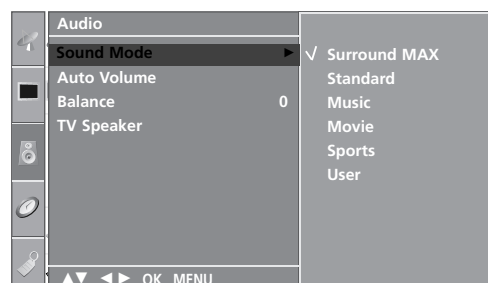 Audio
Sound Mode ►
Auto Volume
Balance 0
TV Speaker
▲▼ ◄► OK MENU
√ Surround MAX
Standard
Music
Movie
Sports
User